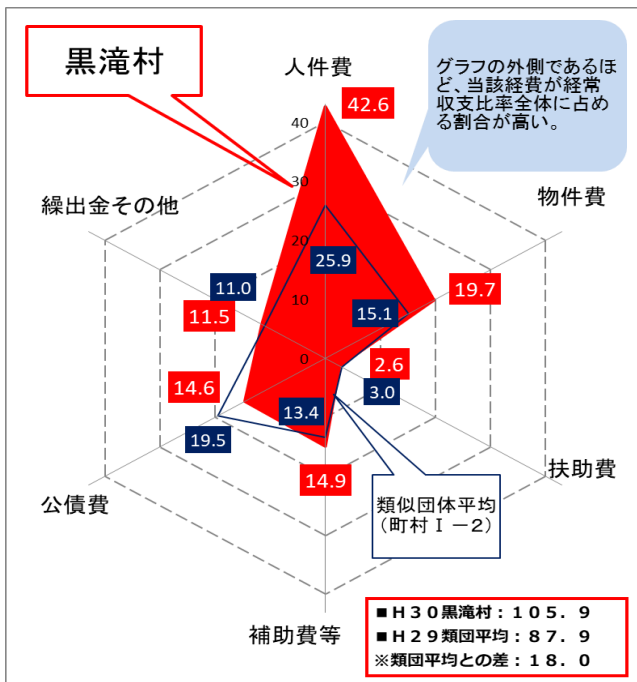 黒滝村
人件費
グラフの外側であるほ
ど、当該経費が経常
収支比率全体に占め
る割合が高い。
42.6
40
30
繰出金その他
物件費
20
25.9
11.0
19.7
11.5
10
15.1
0
2.6
14.6
3.0
13.4
19.5
扶助費
14.9
公債費
類似団体平均
（町村Ⅰ－２）
補助費等
■Ｈ３０黒滝村：１０５．９
■Ｈ２９類団平均：８７．９
※類団平均との差：１８．０